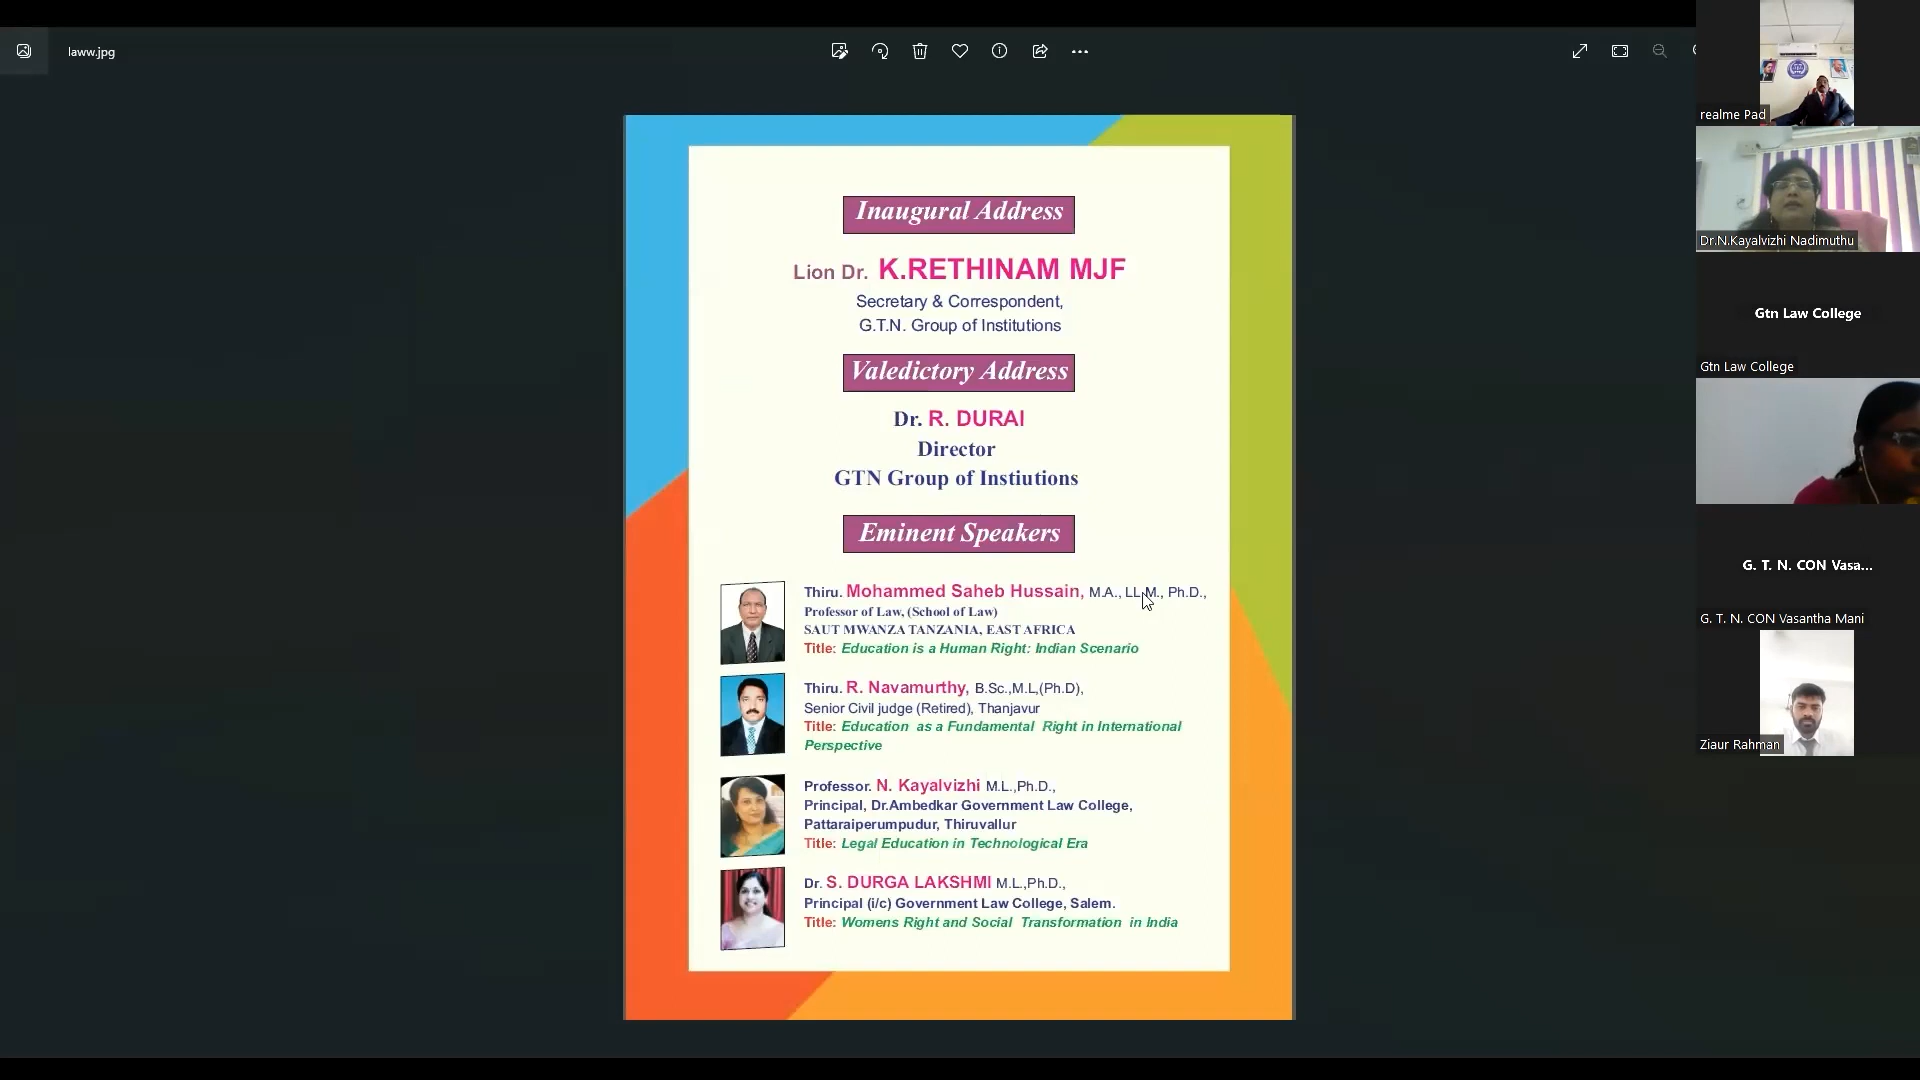 laww.jpg
Inaugural Address
Lion Dr. K.RETHINAM MJF
Secretary & Correspondent,
G.T.N. Group of Institutions
Valedictory Address
Dr. R. DURAI
Director
GTN Group of Instiutions
Eminent Speakers
Thiru. Mohammed Saheb Hussain, M.A., LL.M., Ph.D.,
Professor of Law, (School of Law)
SAUT MWANZA TANZANIA, EAST AFRICA
Title: Education is a Human Right: Indian Scenario
Thiru. R. Navamurthy, B.Sc.,M.L,(Ph.D),
Senior Civil judge (Retired), Thanjavur
Title: Education as a Fundamental Right in International
Perspective
Professor. N. Kayalvizhi M.L.,Ph.D.,
Principal, Dr.Ambedkar Government Law College,
Pattaraiperumpudur, Thiruvallur
Title: Legal Education in Technological Era
Dr. S. DURGA LAKSHMI M.L.,Ph.D.,
Principal (i/c) Government Law College, Salem.
Title: Womens Right and Social Transformation in India
realme Pad
Dr.N.Kayalvizhi Nadimuthu
Gtn Law College
Gtn Law College
G. T. N. CON Vasa...
G. T. N. CON Vasantha Mani
Ziaur Rahman